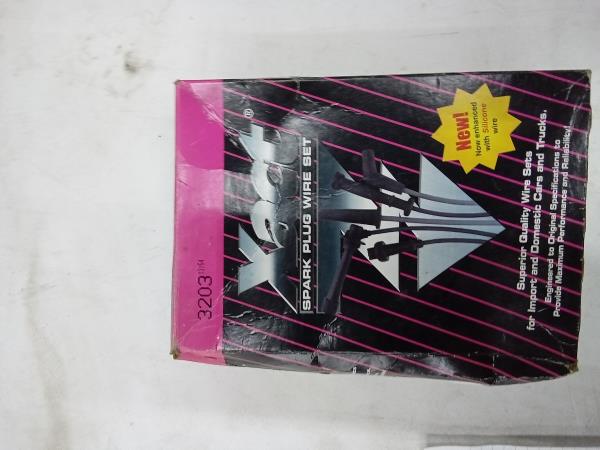 3203
Xact®
SPARK PLUG WIRE SET
New!
Now enhanced
with Silicone
wire
Superior Quality Wire Sets
for Import and Domestic Cars and Trucks.
Engineered to Original Specifications to
Provide Maximum Performance and Reliability!